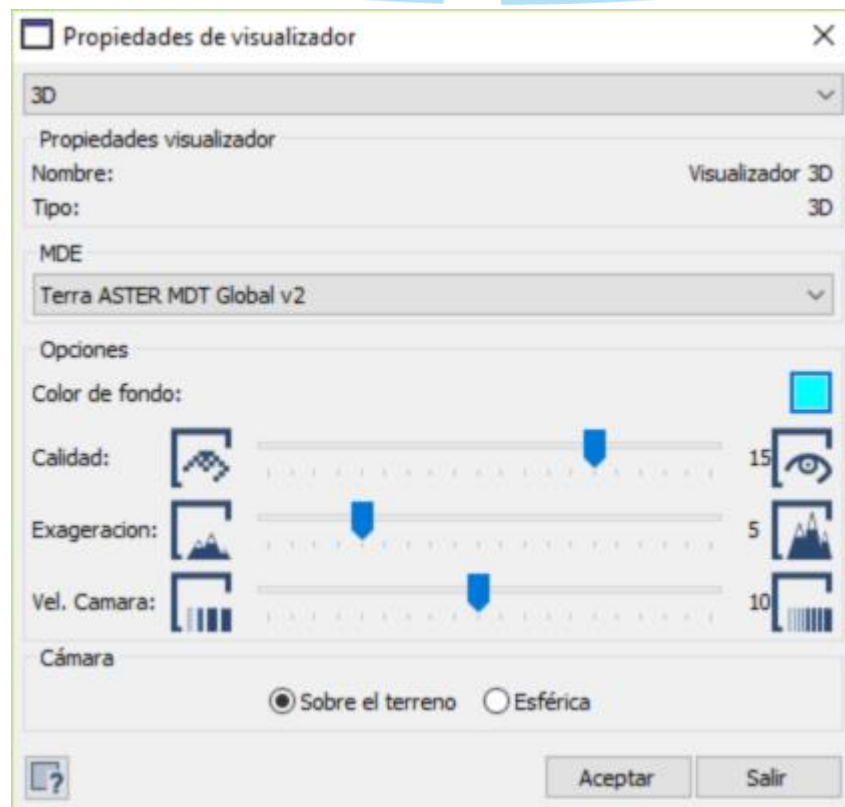 Propiedades de visualizador
3D
Propiedades visualizador
Nombre: Visualizador 3D
Tipo: 3D
MDE
Terra ASTER MDT Global v2
Opciones
Color de fondo:
Calidad: 15
Exageracion: 5
Vel. Camara: 10
Cámara
Sobre el terreno Esférica
? Aceptar Salir